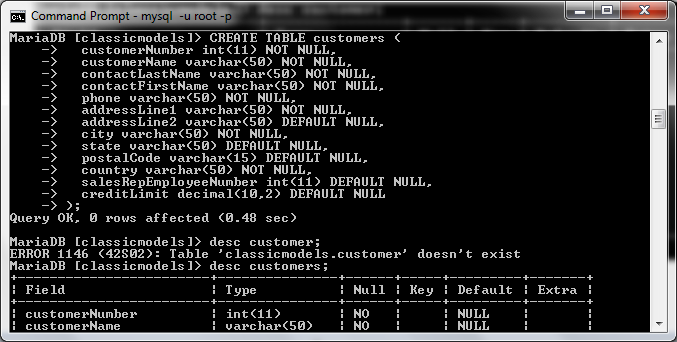 Command Prompt - mysql -u root -p
MariaDB [classicmodels]> CREATE TABLE customers (
    -> customerNumber int(11) NOT NULL,
    -> customerName varchar(50) NOT NULL,
    -> contactLastName varchar(50) NOT NULL,
    -> contactFirstName varchar(50) NOT NULL,
    -> phone varchar(50) NOT NULL,
    -> addressLine1 varchar(50) NOT NULL,
    -> addressLine2 varchar(50) DEFAULT NULL,
    -> city varchar(50) NOT NULL,
    -> state varchar(50) DEFAULT NULL,
    -> postalCode varchar(15) DEFAULT NULL,
    -> country varchar(50) NOT NULL,
    -> salesRepEmployeeNumber int(11) DEFAULT NULL,
    -> creditLimit decimal(10,2) DEFAULT NULL
    -> );
Query OK, 0 rows affected (0.48 sec)
MariaDB [classicmodels]> desc customer;
ERROR 1146 (42S02): Table 'classicmodels.customer' doesn't exist
MariaDB [classicmodels]> desc customers;
+------------------------+---------------+------+-----+---------+-------+
| Field | Type | Null | Key | Default | Extra |
+------------------------+---------------+------+-----+---------+-------+
| customerNumber | int(11) | NO | | NULL | |
| customerName | varchar(50) | NO | | NULL | |